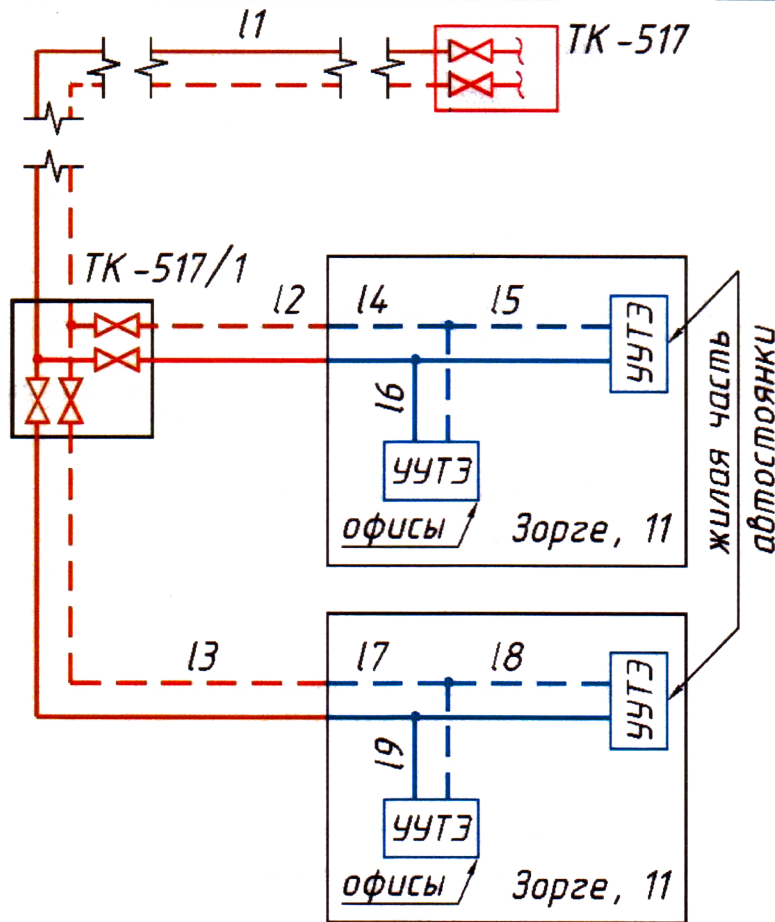 l1
ТК-517
ТК-517/1
l2
l4
l5
УУТЭ
l6
УУТЭ
офисы
Зорге, 11
жилая часть
автостоянки
l3
l7
l8
УУТЭ
l9
УУТЭ
офисы
Зорге, 11